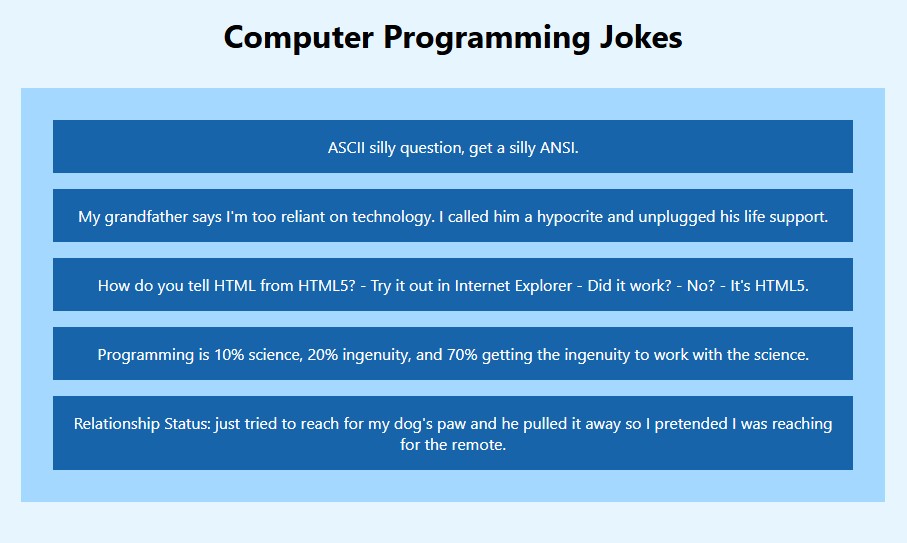 Computer Programming Jokes
ASCII silly question, get a silly ANSI.
My grandfather says I'm too reliant on technology. I called him a hypocrite and unplugged his life support.
How do you tell HTML from HTML5? - Try it out in Internet Explorer - Did it work? - No? - It's HTML5.
Programming is 10% science, 20% ingenuity, and 70% getting the ingenuity to work with the science.
Relationship Status: just tried to reach for my dog's paw and he pulled it away so I pretended I was reaching
for the remote.